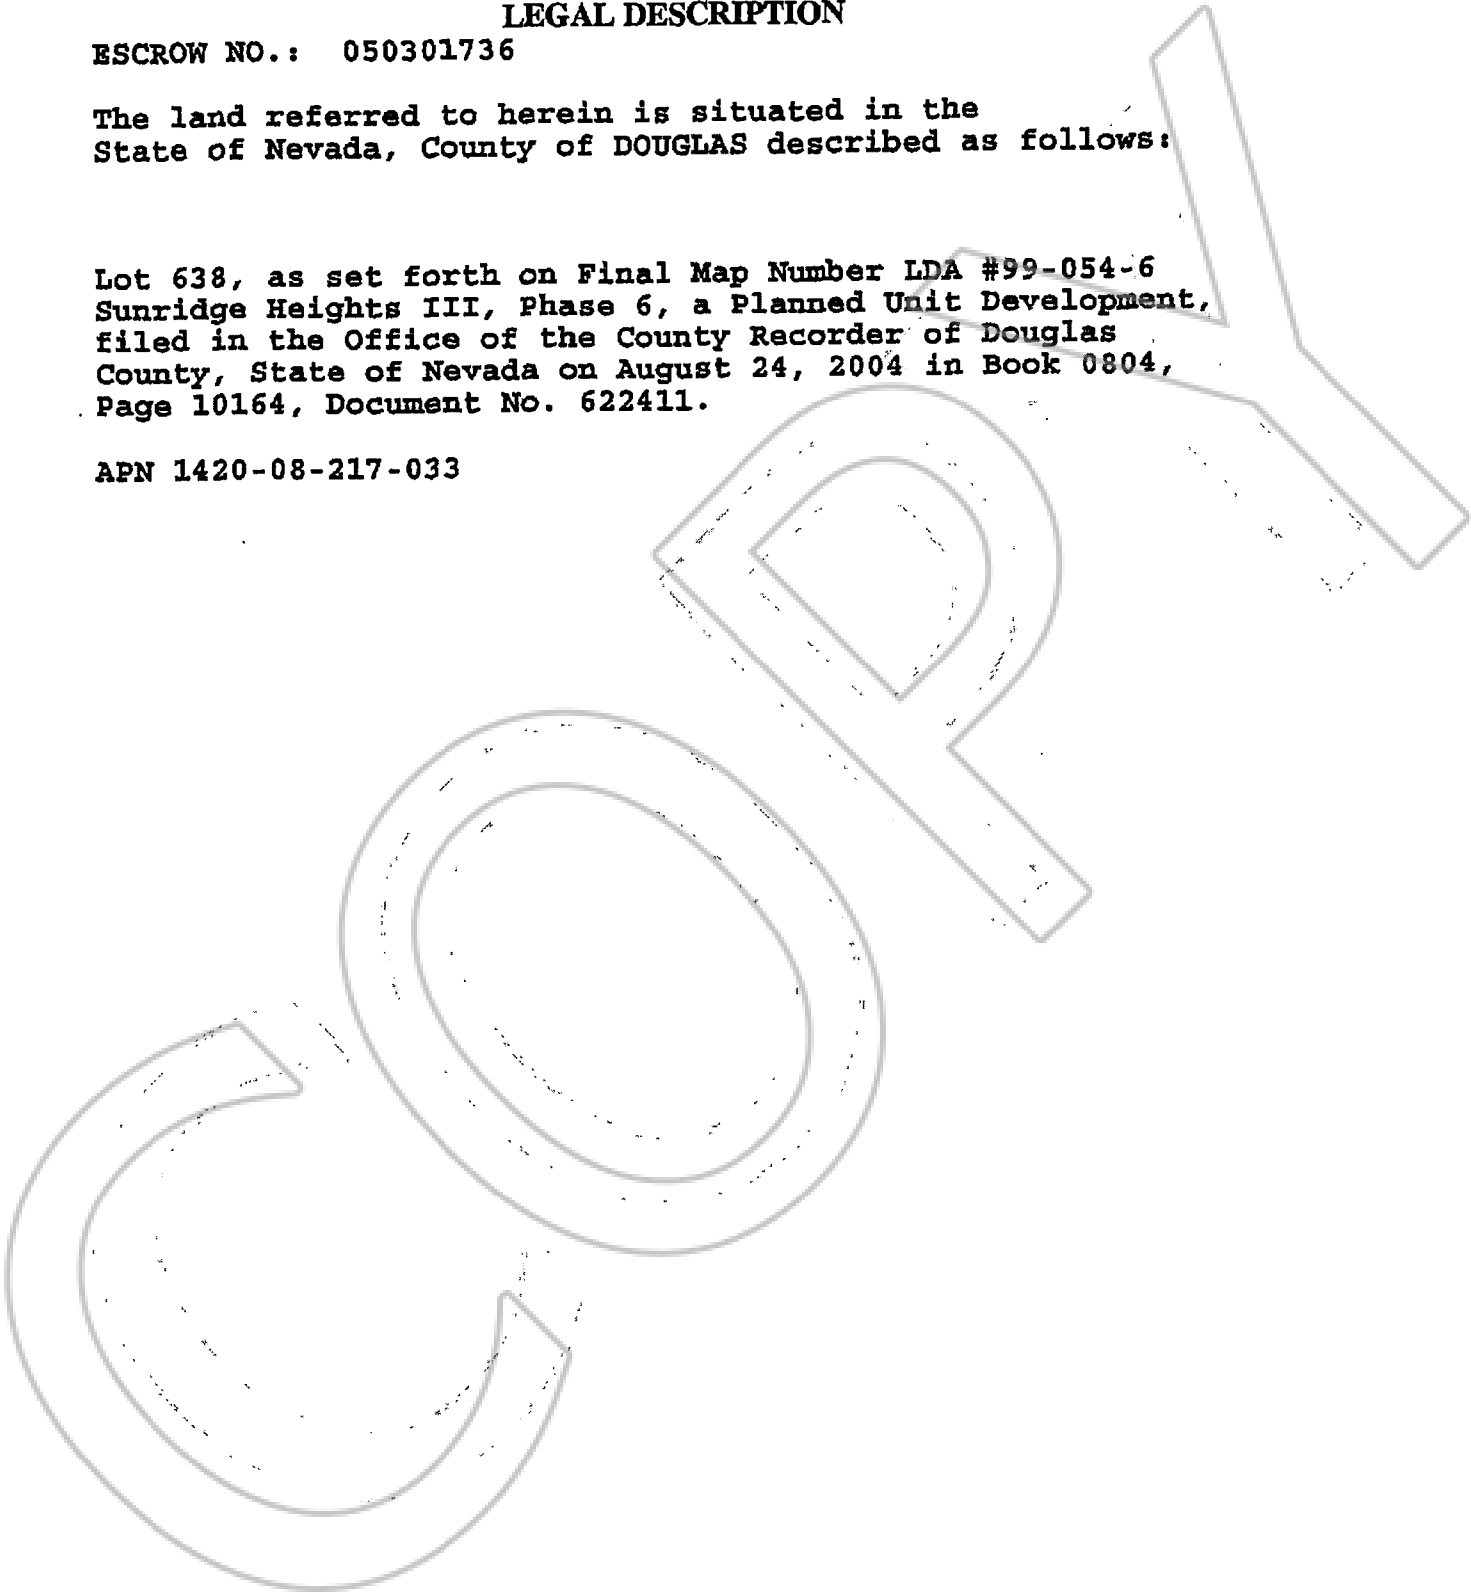 LEGAL DESCRIPTION
ESCROW NO.: 050301736
The land referred to herein is situated in the
State of Nevada, County of DOUGLAS described as follows:
Lot 638, as set forth on Final Map Number LDA #99-054-6
Sunridge Heights III, Phase 6, a Planned Unit Development,
filed in the Office of the County Recorder of Douglas
County, State of Nevada on August 24, 2004 in Book 0804,
Page 10164, Document No. 622411.
APN 1420-08-217-033
COPY